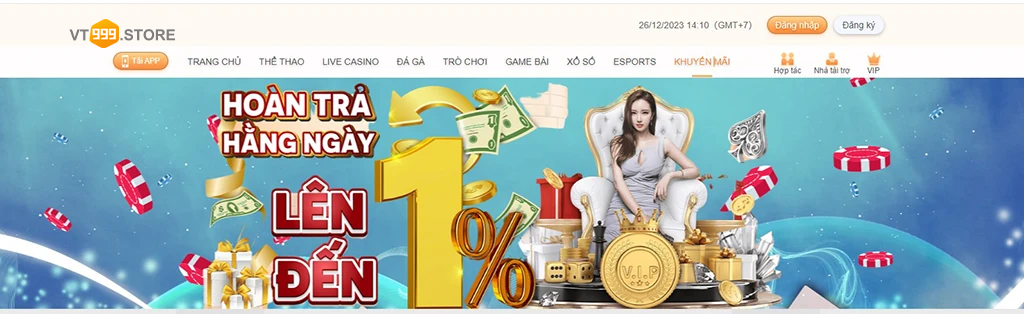 26/12/2023 14:10 (GMT+7)
Đăng nhập
Đăng ký
VT999.STORE
Tải APP
TRANG CHỦ
THỂ THAO
LIVE CASINO
ĐÁ GÀ
TRÒ CHƠI
GAME BÀI
XỔ SỐ
ESPORTS
KHUYẾN MÃI
Hợp tác
Nhà tài trợ
VIP
HOÀN TRẢ
HẰNG NGÀY
LÊN
ĐẾN
1%
V.I.P